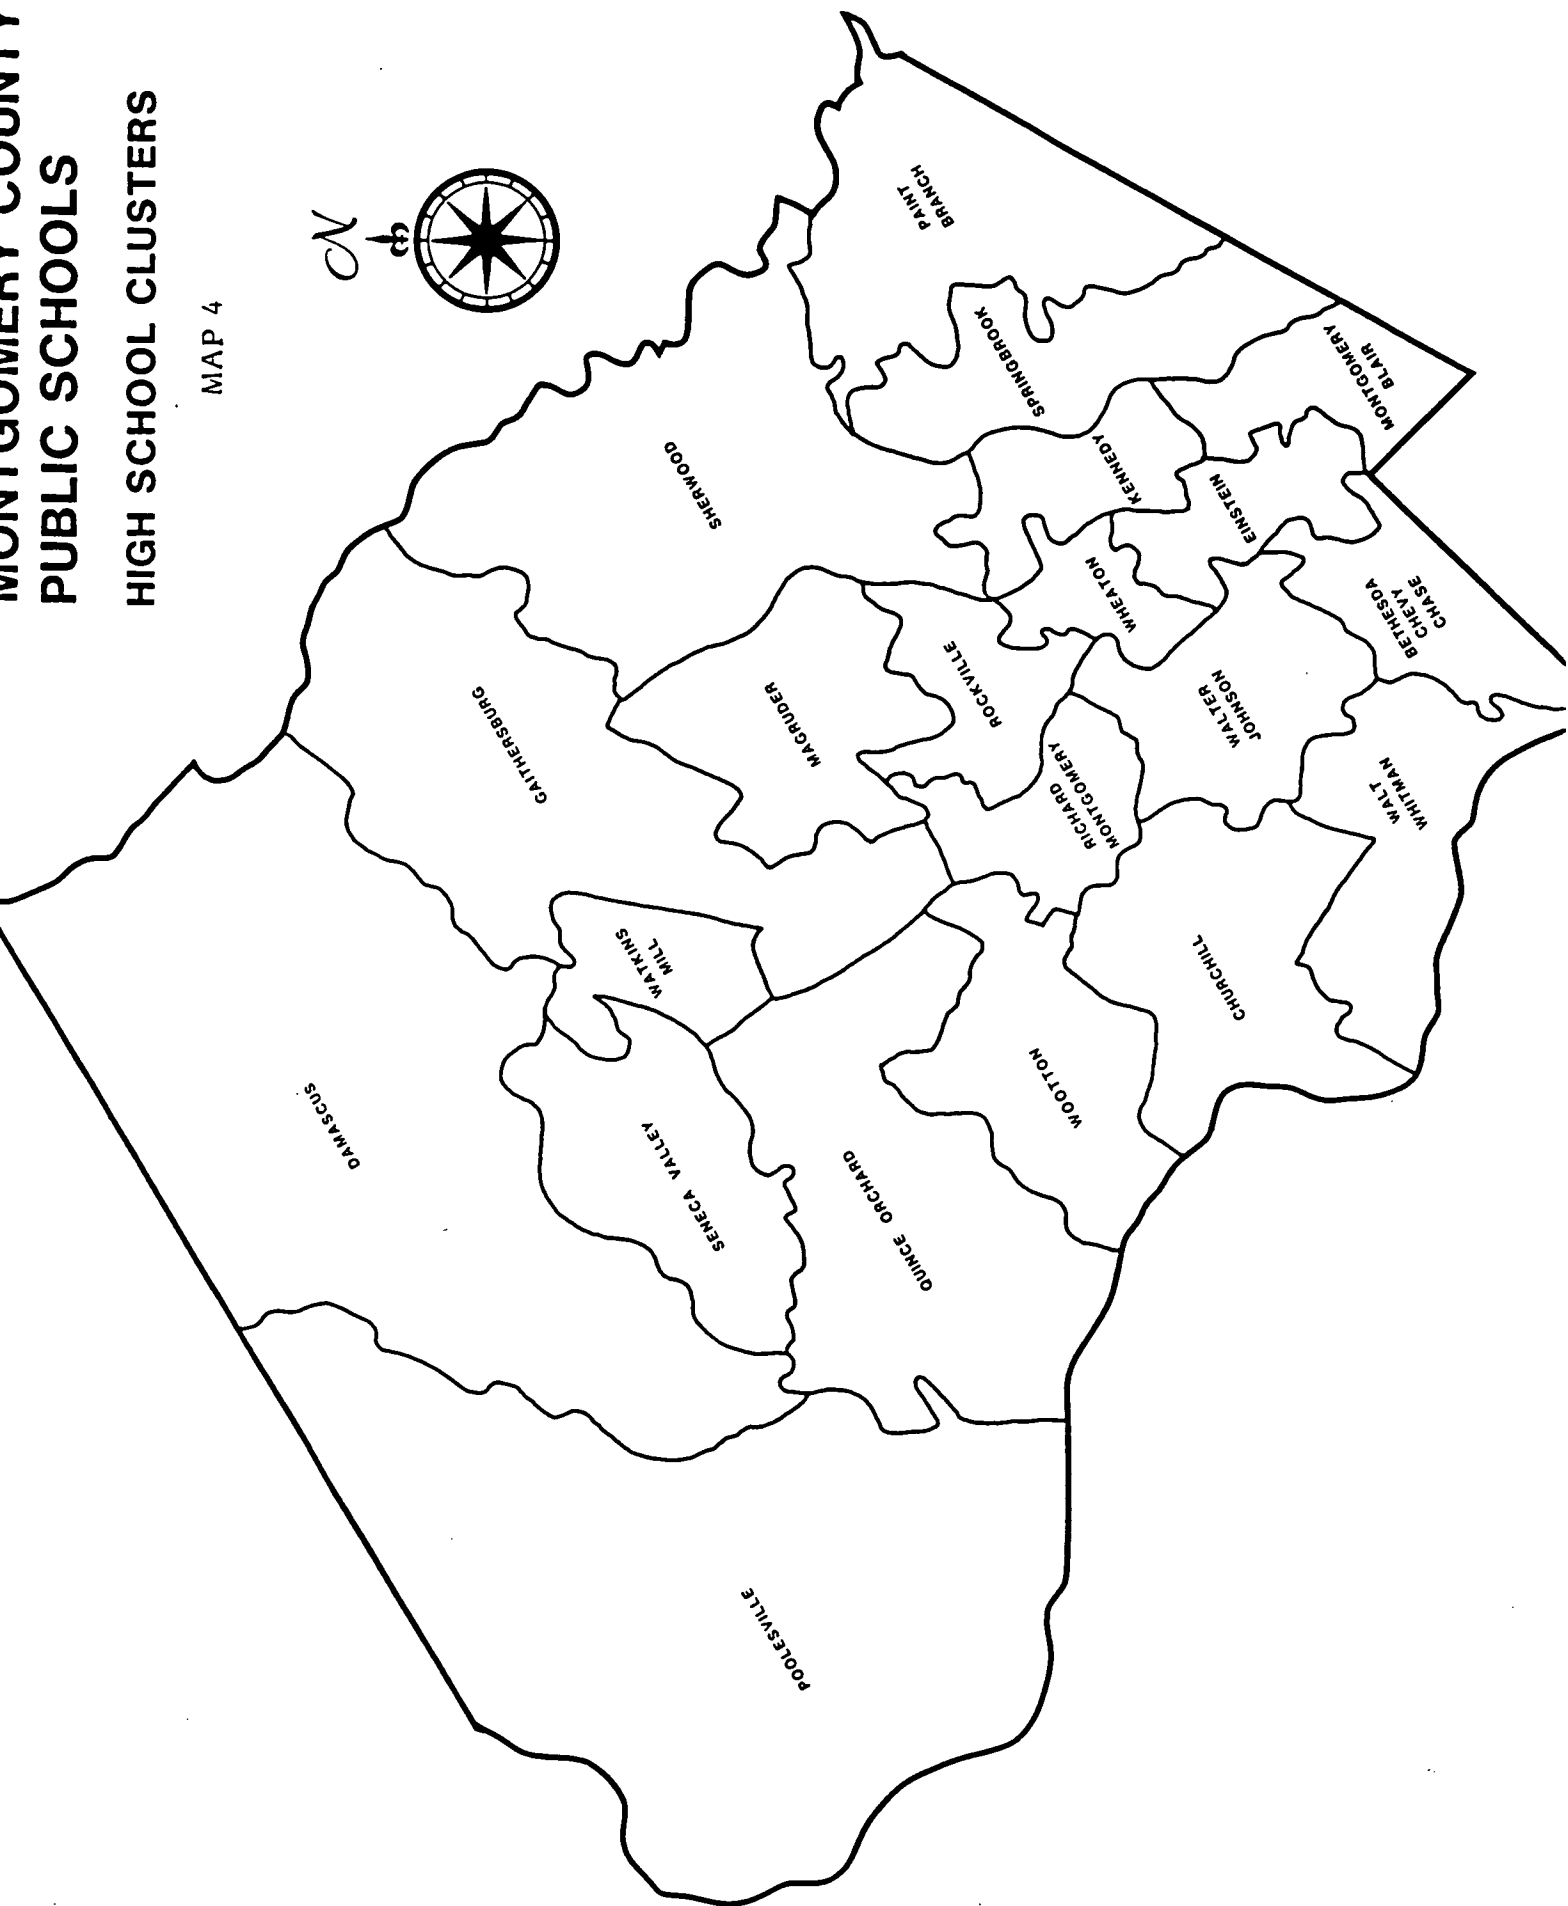 MONTGOMERY COUNTY
PUBLIC SCHOOLS
HIGH SCHOOL CLUSTERS
MAP 4
N
DAMASCUS
GAITHERSBURG
SHERWOOD
PAINT
BRANCH
POOLESVILLE
SENECA VALLEY
WATKINS
MILL
MAGRUDER
QUINCE ORCHARD
ROCKVILLE
SPRINGBROOK
WOOTTON
RICHARD
MONTGOMERY
WHEATON
KENNEDY
CHURCHILL
WALTER
JOHNSON
EINSTEIN
MONTGOMERY
BLAIR
WALT
WHITMAN
BETHESDA
CHEVY
CHASE